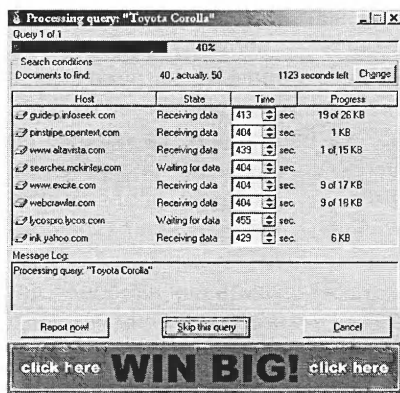 Processing query: "Toyota Corolla"
Query 1 of 1
40%
Search conditions
Documents to find: 40, actually, 50 1123 seconds left Change
Host State Time Progress
guide-p.infoseek.com Receiving data 413 sec. 19 of 26 KB
pinstripe.opentext.com Receiving data 404 sec. 1 KB
www.altavista.com Receiving data 439 sec. 1 of 15 KB
searcher.mckinley.com Waiting for data 404 sec.
www.excite.com Receiving data 404 sec. 9 of 17 KB
webcrawler.com Receiving data 404 sec. 9 of 18 KB
lycospro.lycos.com Waiting for data 455 sec.
ink.yahoo.com Receiving data 429 sec. 6 KB
Message Log:
Processing query: "Toyota Corolla"
Report now! Skip this query Cancel
click here WIN BIG! click here